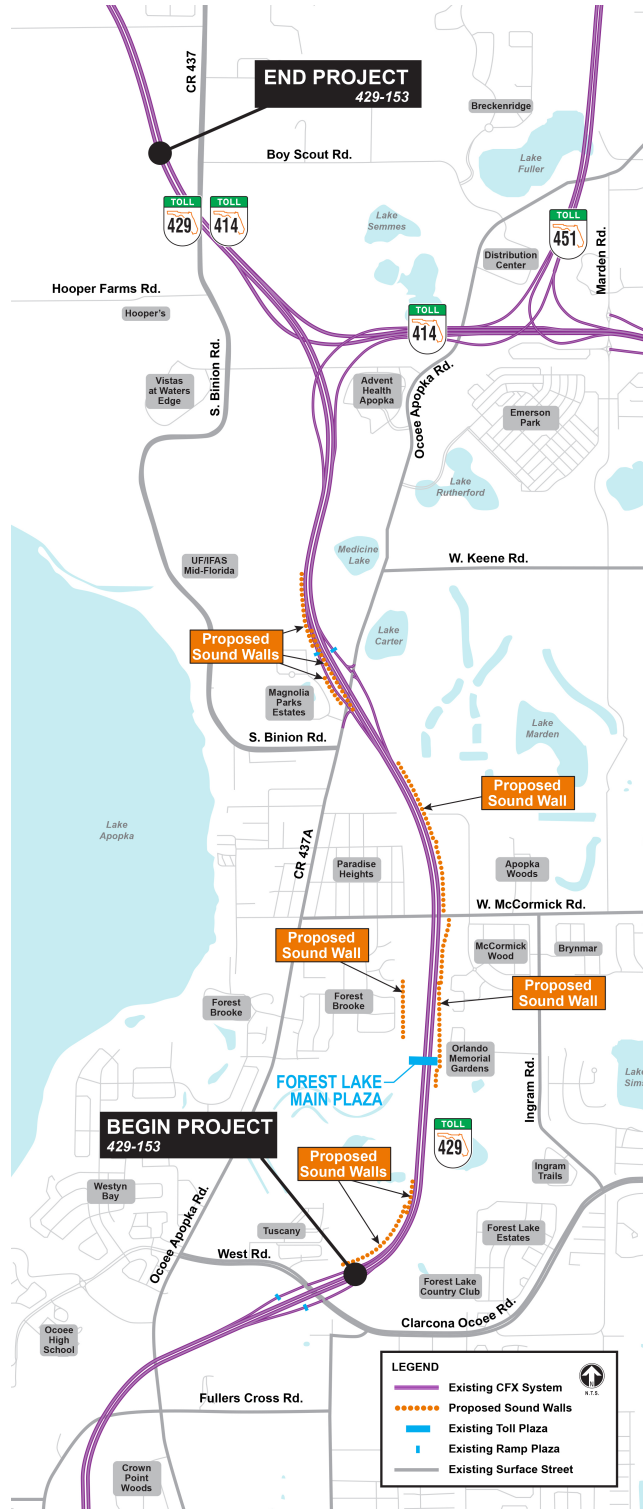 CR 437
END PROJECT
429-153
Breckenridge
Boy Scout Rd.
Lake
Fuller
TOLL
429
TOLL
414
Lake
Semmes
TOLL
451
Marden Rd.
Distribution
Center
Hooper Farms Rd.
Hooper's
TOLL
414
S. Binion Rd.
Ocoee Apopka Rd.
Vistas
at Waters
Edge
Advent
Health
Apopka
Emerson
Park
Lake
Rutherford
Medicine
Lake
W. Keene Rd.
UF/IFAS
Mid-Florida
Proposed
Sound Walls
Lake
Carter
Magnolia
Parks
Estates
S. Binion Rd.
Lake
Marden
Proposed
Sound Wall
Lake
Apopka
CR 437A
Paradise
Heights
Apopka
Woods
W. McCormick Rd.
Proposed
Sound Wall
McCormick
Wood
Brynmar
Proposed
Sound Wall
Forest
Brooke
Forest
Brooke
Orlando
Memorial
Gardens
FOREST LAKE
MAIN PLAZA
Ingram Rd.
Lake
BEGIN PROJECT
429-153
TOLL
429
Proposed
Sound Walls
Ingram
Trails
Westyn
Bay
Ocoee Apopka Rd.
Tuscany
Forest Lake
Estates
West Rd.
Forest Lake
Country Club
Clarcona Ocoee Rd.
Ocoee
High
School
Fullers Cross Rd.
Crown
Point
Woods
LEGEND
N
N.T.S.
Existing CFX System
Proposed Sound Walls
Existing Toll Plaza
Existing Ramp Plaza
Existing Surface Street